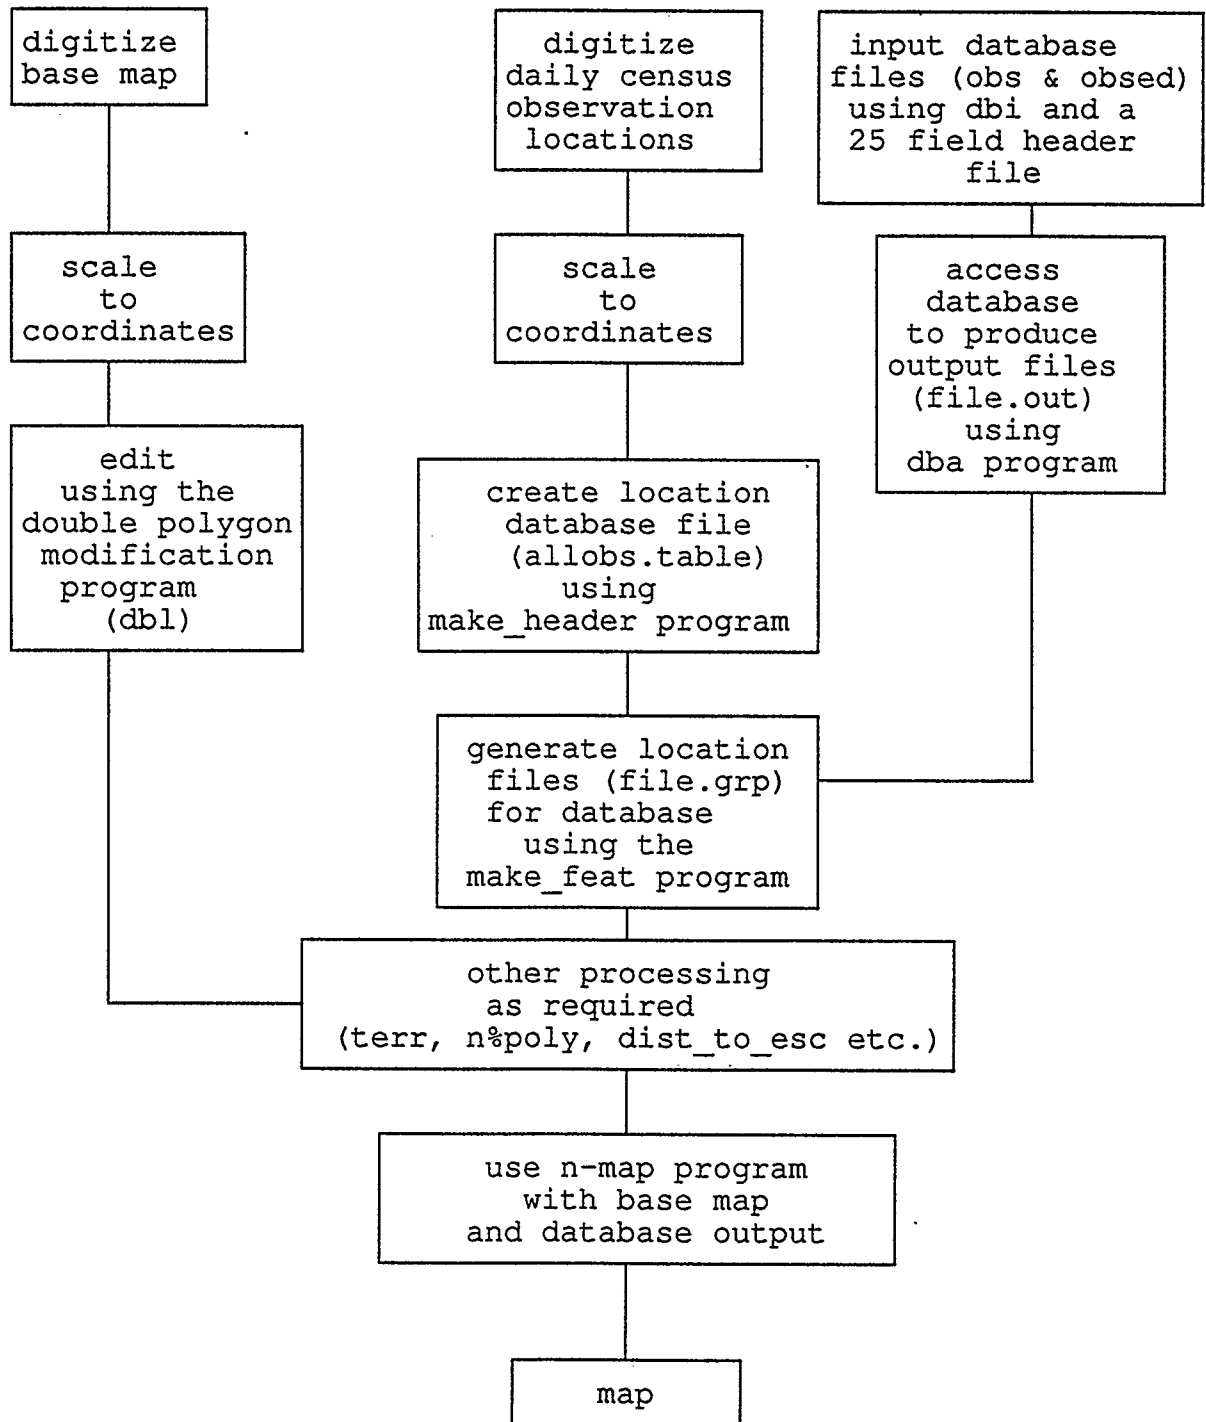 digitize
base map
digitize
daily census
observation
locations
input database
files (obs & obsed)
using dbi and a
25 field header
file
scale
to
coordinates
scale
to
coordinates
access
database
to produce
output files
(file.out)
using
dba program
edit
using the
double polygon
modification
program
(dbl)
create location
database file
(allobs.table)
using
make_header program
generate location
files (file.grp)
for database
using the
make_feat program
other processing
as required
(terr, n%poly, dist_to_esc etc.)
use n-map program
with base map
and database output
map